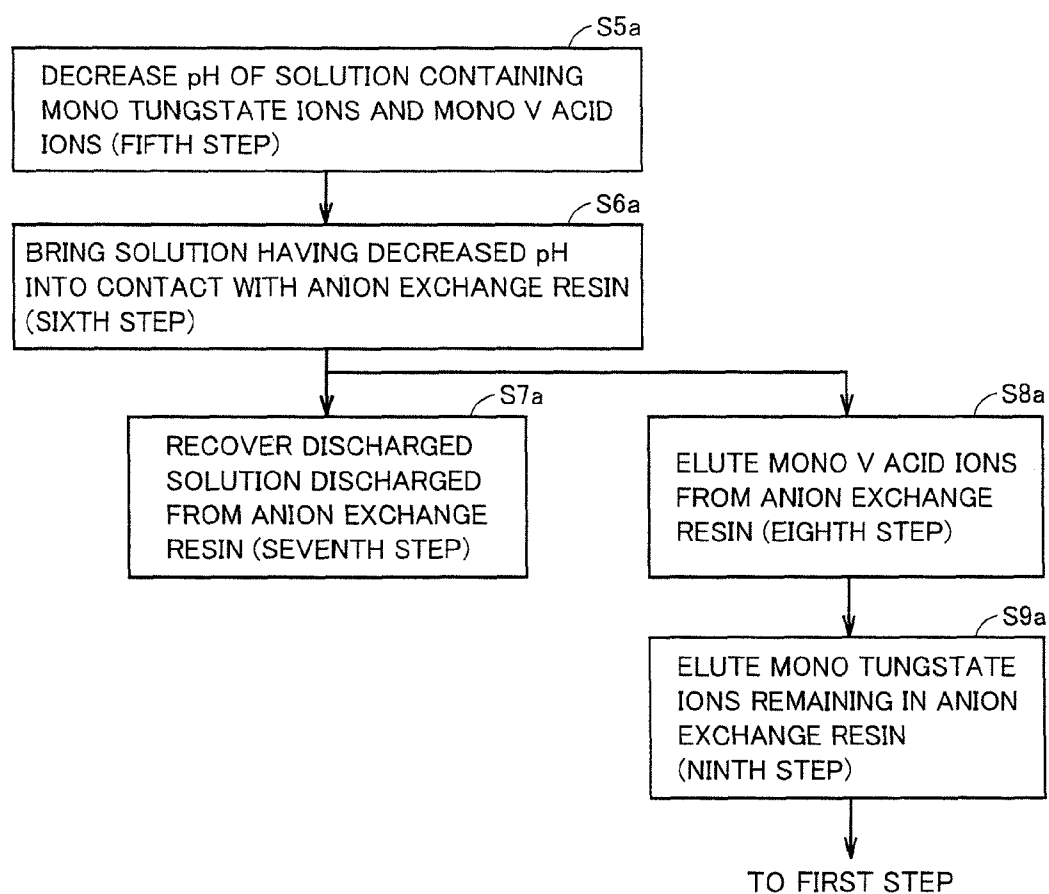 S5a
DECREASE pH OF SOLUTION CONTAINING
MONO TUNGSTATE IONS AND MONO V ACID
IONS (FIFTH STEP)
S6a
BRING SOLUTION HAVING DECREASED pH
INTO CONTACT WITH ANION EXCHANGE RESIN
(SIXTH STEP)
S7a
RECOVER DISCHARGED
SOLUTION DISCHARGED
FROM ANION EXCHANGE
RESIN (SEVENTH STEP)
S8a
ELUTE MONO V ACID IONS
FROM ANION EXCHANGE
RESIN (EIGHTH STEP)
S9a
ELUTE MONO TUNGSTATE
IONS REMAINING IN ANION
EXCHANGE RESIN
(NINTH STEP)
TO FIRST STEP